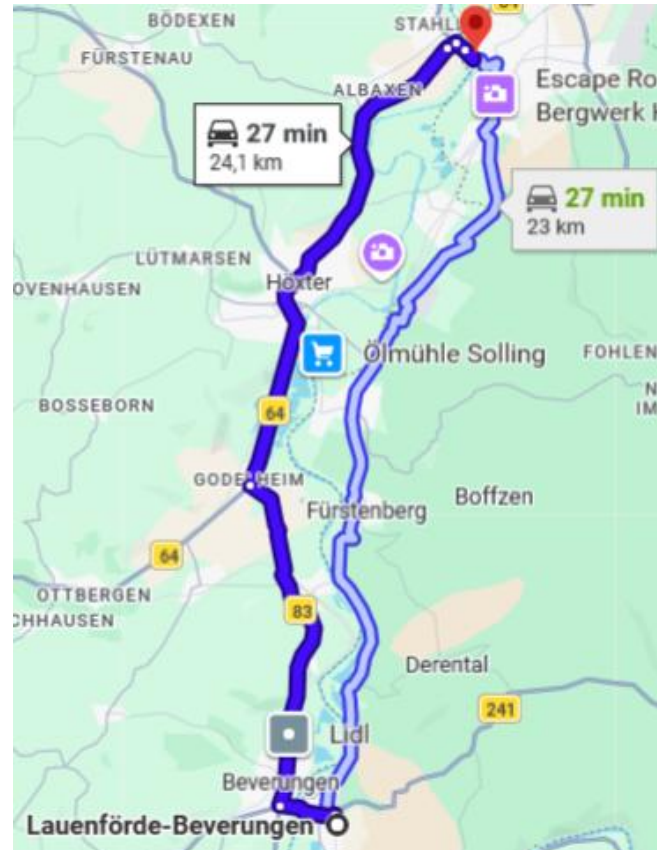 BÖDEXEN
STAHL
FÜRSTENAU
ALBAXEN
Escape Ro
Bergwerk
27 min
24,1 km
27 min
23 km
LÜTMARSEN
OVENHAUSEN
Höxter
Ölmühle Solling
FOHLEN
N
IM
BOSSEBORN
64
GODELHEIM
Boffzen
Fürstenberg
64
OTTBERGEN
CHHAUSEN
83
Derental
241
Lidl
Beverungen
Lauenförde-Beverungen